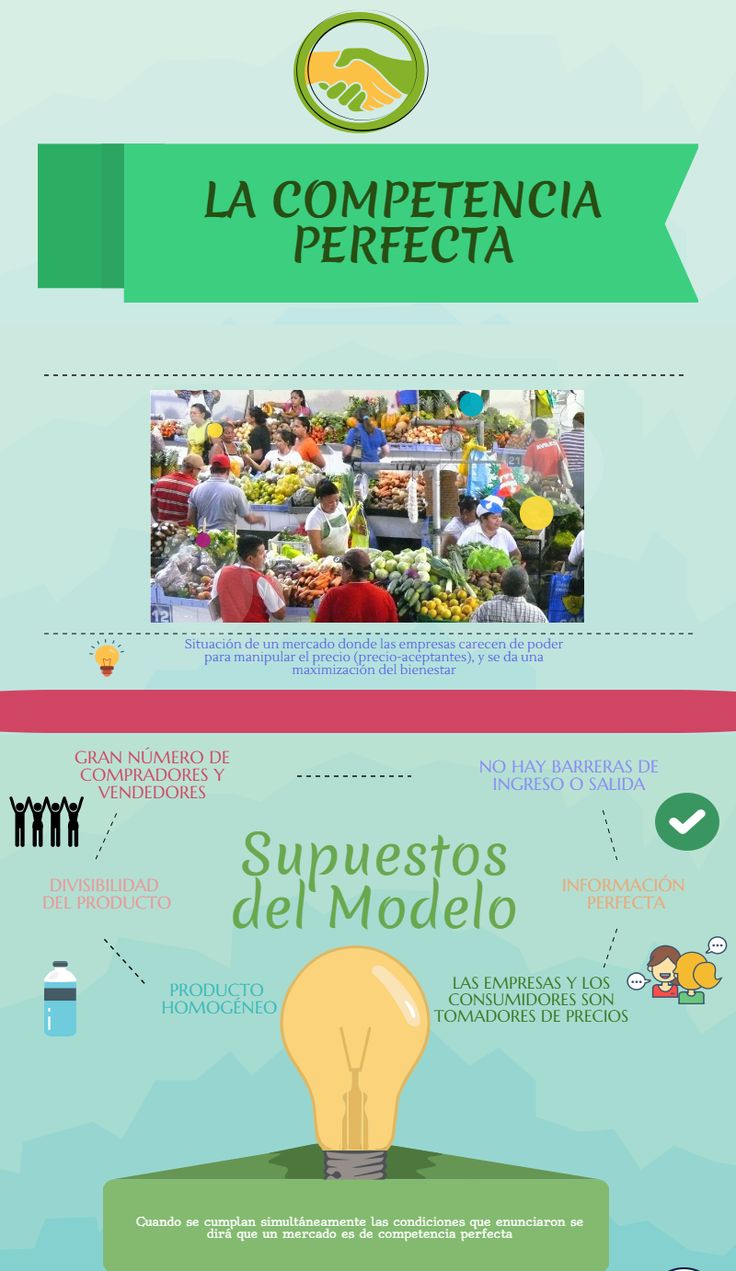 LA COMPETENCIA
PERFECTA
Situación de un mercado donde las empresas carecen de poder
para manipular el precio (precio-aceptantes), y se da una
maximización del bienestar
GRAN NÚMERO DE
COMPRADORES Y
VENDEDORES
NO HAY BARRERAS DE
INGRESO O SALIDA
Supuestos
del Modelo
DIVISIBILIDAD
DEL PRODUCTO
INFORMACIÓN
PERFECTA
PRODUCTO
HOMOGÉNEO
LAS EMPRESAS Y LOS
CONSUMIDORES SON
TOMADORES DE PRECIOS
Cuando se cumplan simultáneamente las condiciones que enunciaron se
dirá que un mercado es de competencia perfecta